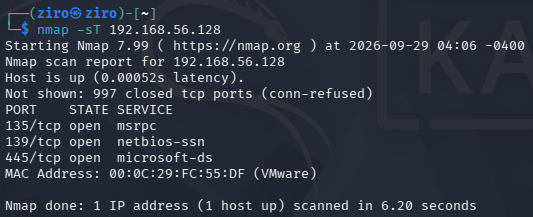 ┌──(ziro㉿ziro)-[~]
└─$ nmap -sT 192.168.56.128
Starting Nmap 7.99 ( https://nmap.org ) at 2026-09-29 04:06 -0400
Nmap scan report for 192.168.56.128
Host is up (0.00052s latency).
Not shown: 997 closed tcp ports (conn-refused)
PORT    STATE SERVICE
135/tcp open  msrpc
139/tcp open  netbios-ssn
445/tcp open  microsoft-ds
MAC Address: 00:0C:29:FC:55:DF (VMware)
Nmap done: 1 IP address (1 host up) scanned in 6.20 seconds
KA